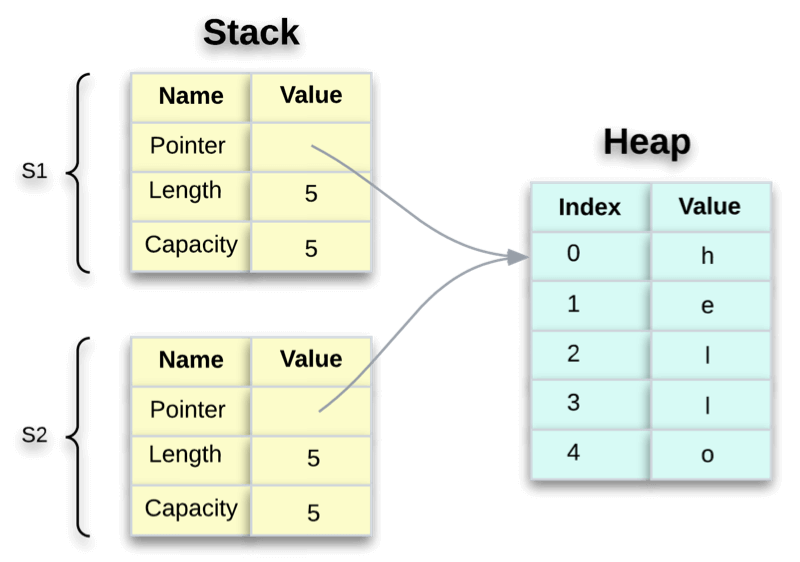 Stack
S1
Name Value
Pointer
Length 5
Capacity 5
S2
Name Value
Pointer
Length 5
Capacity 5
Heap
Index Value
0 h
1 e
2 l
3 l
4 o